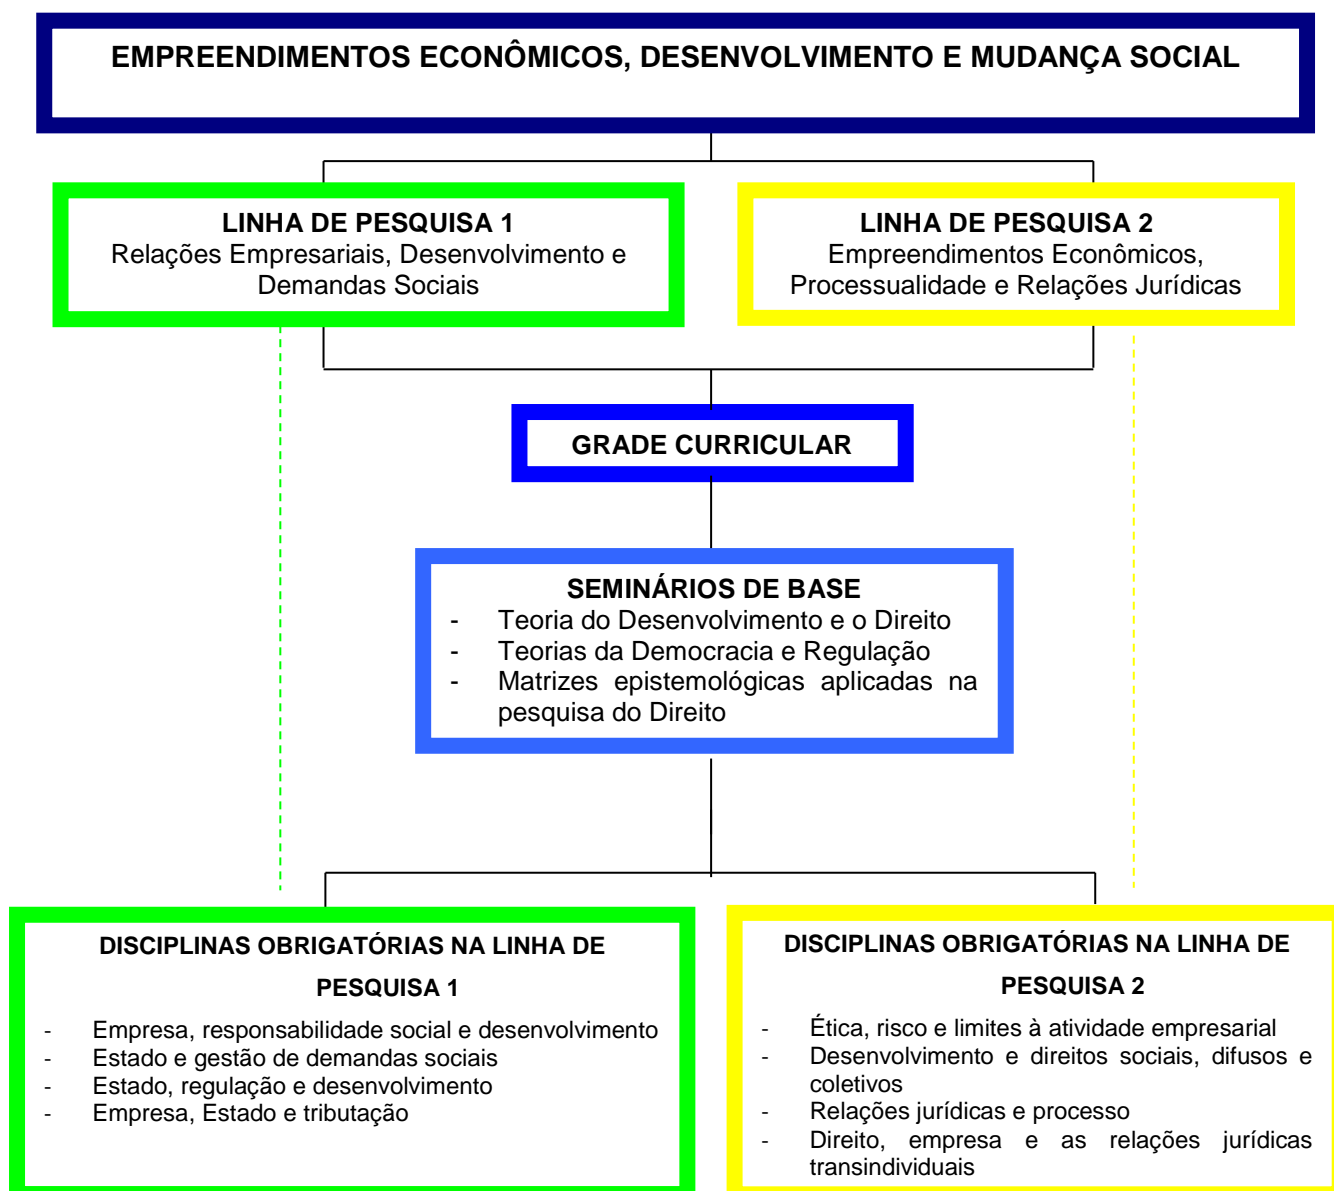 EMPREENDIMENTOS ECONÔMICOS, DESENVOLVIMENTO E MUDANÇA SOCIAL
LINHA DE PESQUISA 1
Relações Empresariais, Desenvolvimento e
Demandas Sociais
LINHA DE PESQUISA 2
Empreendimentos Econômicos,
Processualidade e Relações Jurídicas
GRADE CURRICULAR
SEMINÁRIOS DE BASE
- Teoria do Desenvolvimento e o Direito
- Teorias da Democracia e Regulação
- Matrizes epistemológicas aplicadas na
pesquisa do Direito
DISCIPLINAS OBRIGATÓRIAS NA LINHA DE
PESQUISA 1
- Empresa, responsabilidade social e desenvolvimento
- Estado e gestão de demandas sociais
- Estado, regulação e desenvolvimento
- Empresa, Estado e tributação
DISCIPLINAS OBRIGATÓRIAS NA LINHA DE
PESQUISA 2
- Ética, risco e limites à atividade empresarial
- Desenvolvimento e direitos sociais, difusos e
coletivos
- Relações jurídicas e processo
- Direito, empresa e as relações jurídicas
transindividuais